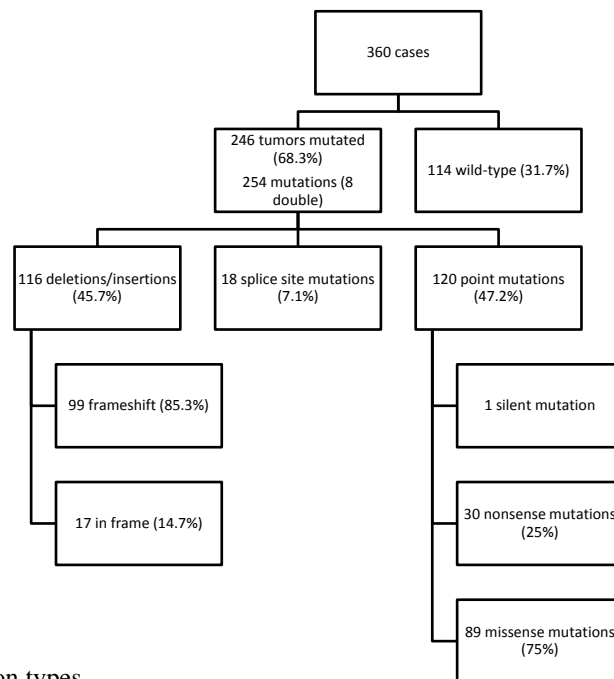 360 cases
246 tumors mutated
(68.3%)
254 mutations (8
double)
114 wild-type (31.7%)
116 deletions/insertions
(45.7%)
18 splice site mutations
(7.1%)
120 point mutations
(47.2%)
99 frameshift (85.3%)
17 in frame (14.7%)
1 silent mutation
30 nonsense mutations
(25%)
89 missense mutations
(75%)
types